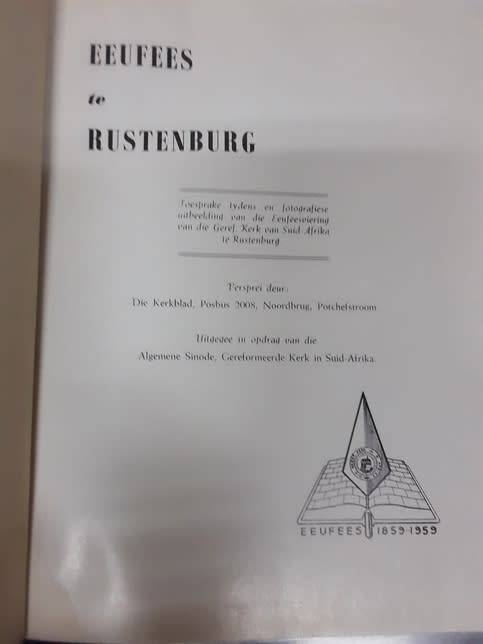 EEUFEES
te
RUSTENBURG
Toesprake tydens en fotografiese
uitbeelding van die Eeufeesviering
van die Geref. Kerk van Suid-Afrika
te Rustenburg
Versprei deur:
Die Kerkblad, Posbus 2008, Noordbrug, Potchefstroom
Uitgegee in opdrag van die
Algemene Sinode, Gereformeerde Kerk in Suid-Afrika.
EEUFEES 1859-1959